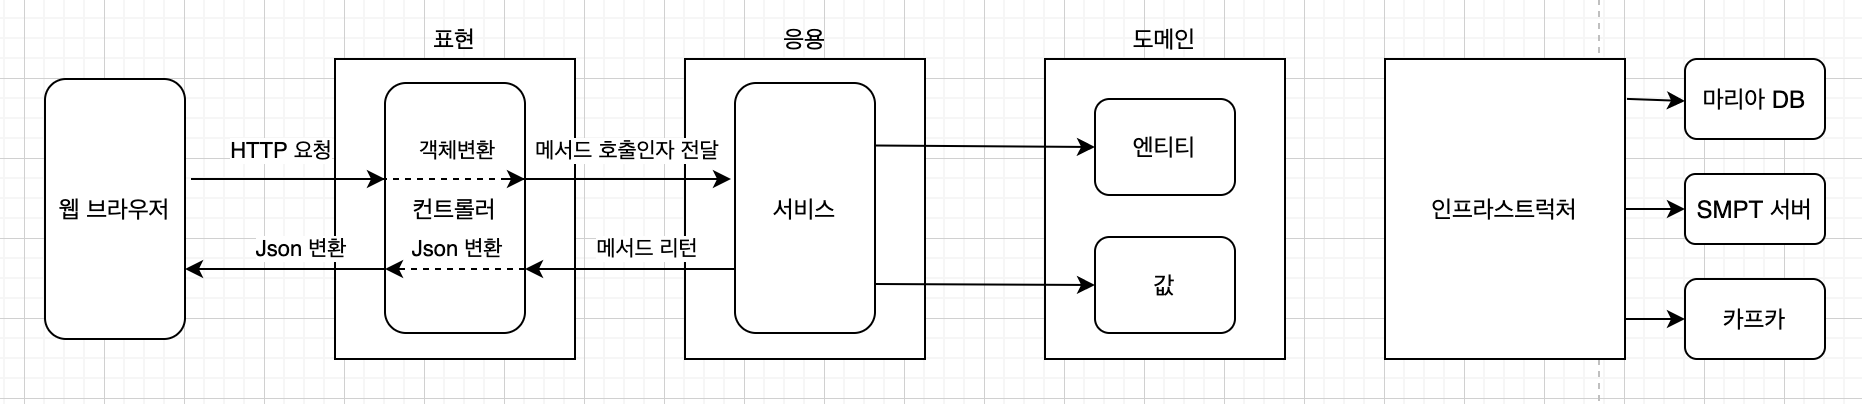 표현
응용
도메인
웹 브라우저
HTTP 요청
객체변환
컨트롤러
Json 변환
Json 변환
메서드 호출인자 전달
메서드 리턴
서비스
엔티티
값
인프라스트럭처
마리아 DB
SMPT 서버
카프카